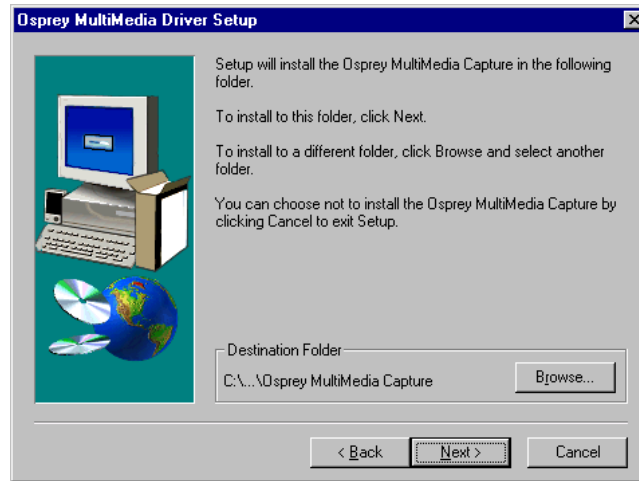 Osprey MultiMedia Driver Setup
Setup will install the Osprey MultiMedia Capture in the following
folder.
To install to this folder, click Next.
To install to a different folder, click Browse and select another
folder.
You can choose not to install the Osprey MultiMedia Capture by
clicking Cancel to exit Setup.
Destination Folder
C:\...\Osprey MultiMedia Capture
Browse...
< Back
Next >
Cancel